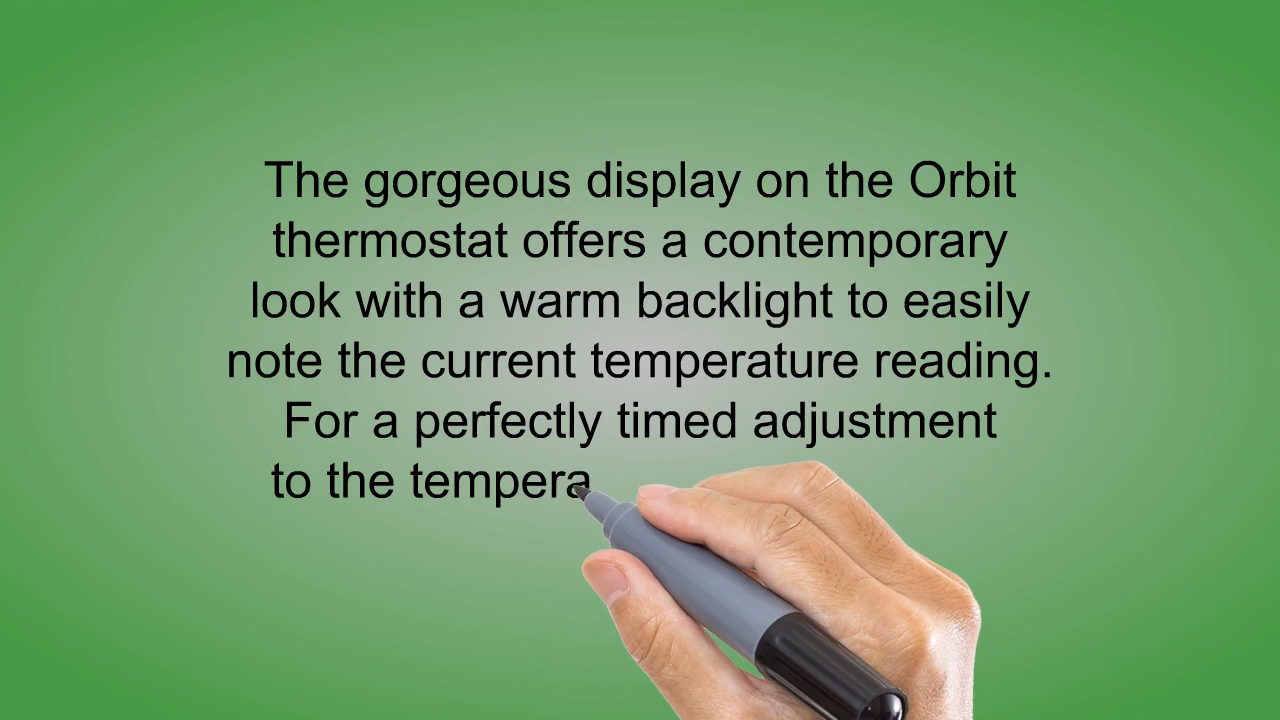 The gorgeous display on the Orbit
thermostat offers a contemporary
look with a warm backlight to easily
note the current temperature reading.
For a perfectly timed adjustment
to the tempera